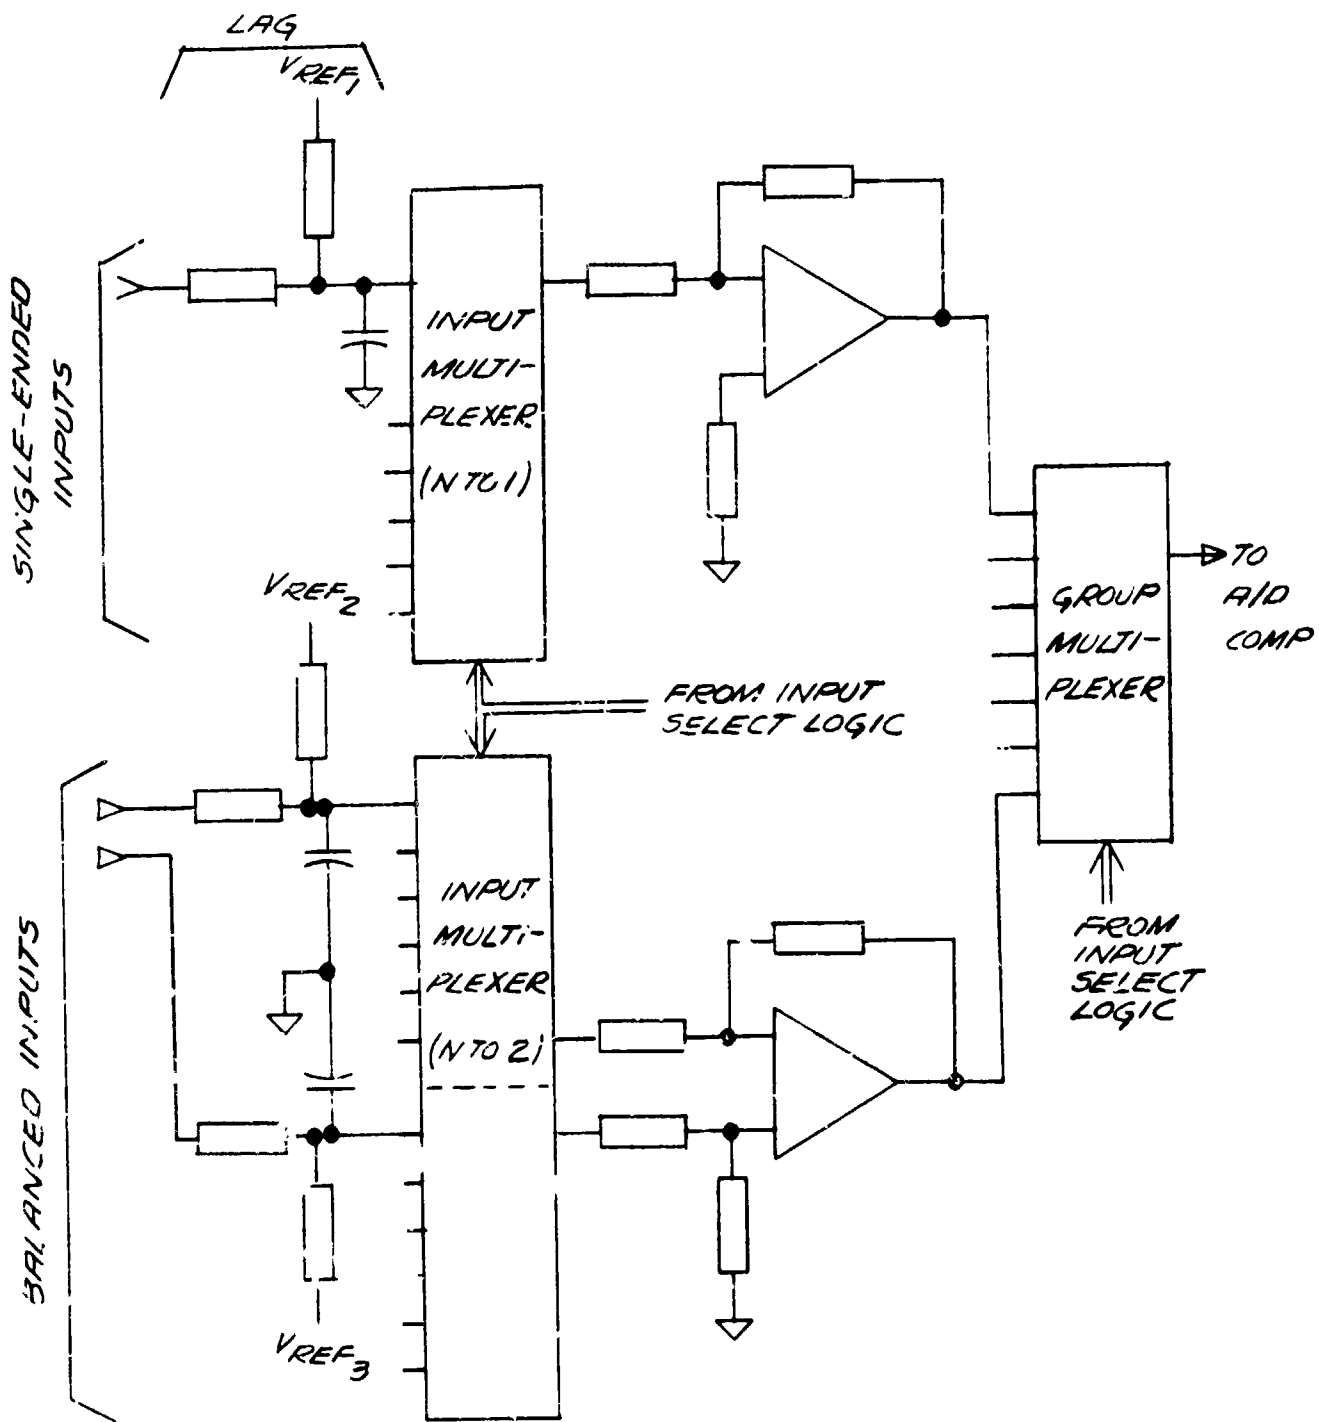 LAG
VREF1
SINGLE-ENDED
INPUTS
INPUT
MULTI-
PLEXER
(N TO 1)
VREF2
FROM INPUT
SELECT LOGIC
GROUP
MULTI-
PLEXER
TO
A/D
COMP
FROM
INPUT
SELECT
LOGIC
BALANCED INPUTS
INPUT
MULTI-
PLEXER
(N TO 2)
VREF3